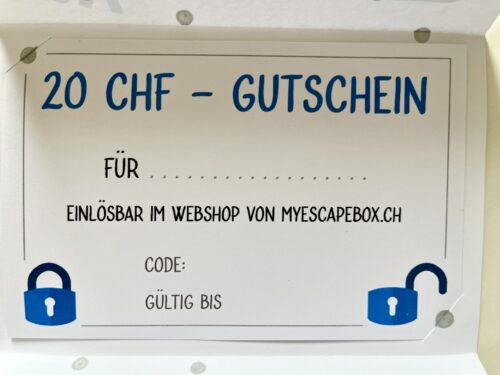 20 CHF - GUTSCHEIN
FÜR ..................
EINLÖSBAR IM WEBSHOP VON MYESCAPEBOX.CH
CODE:
GÜLTIG BIS